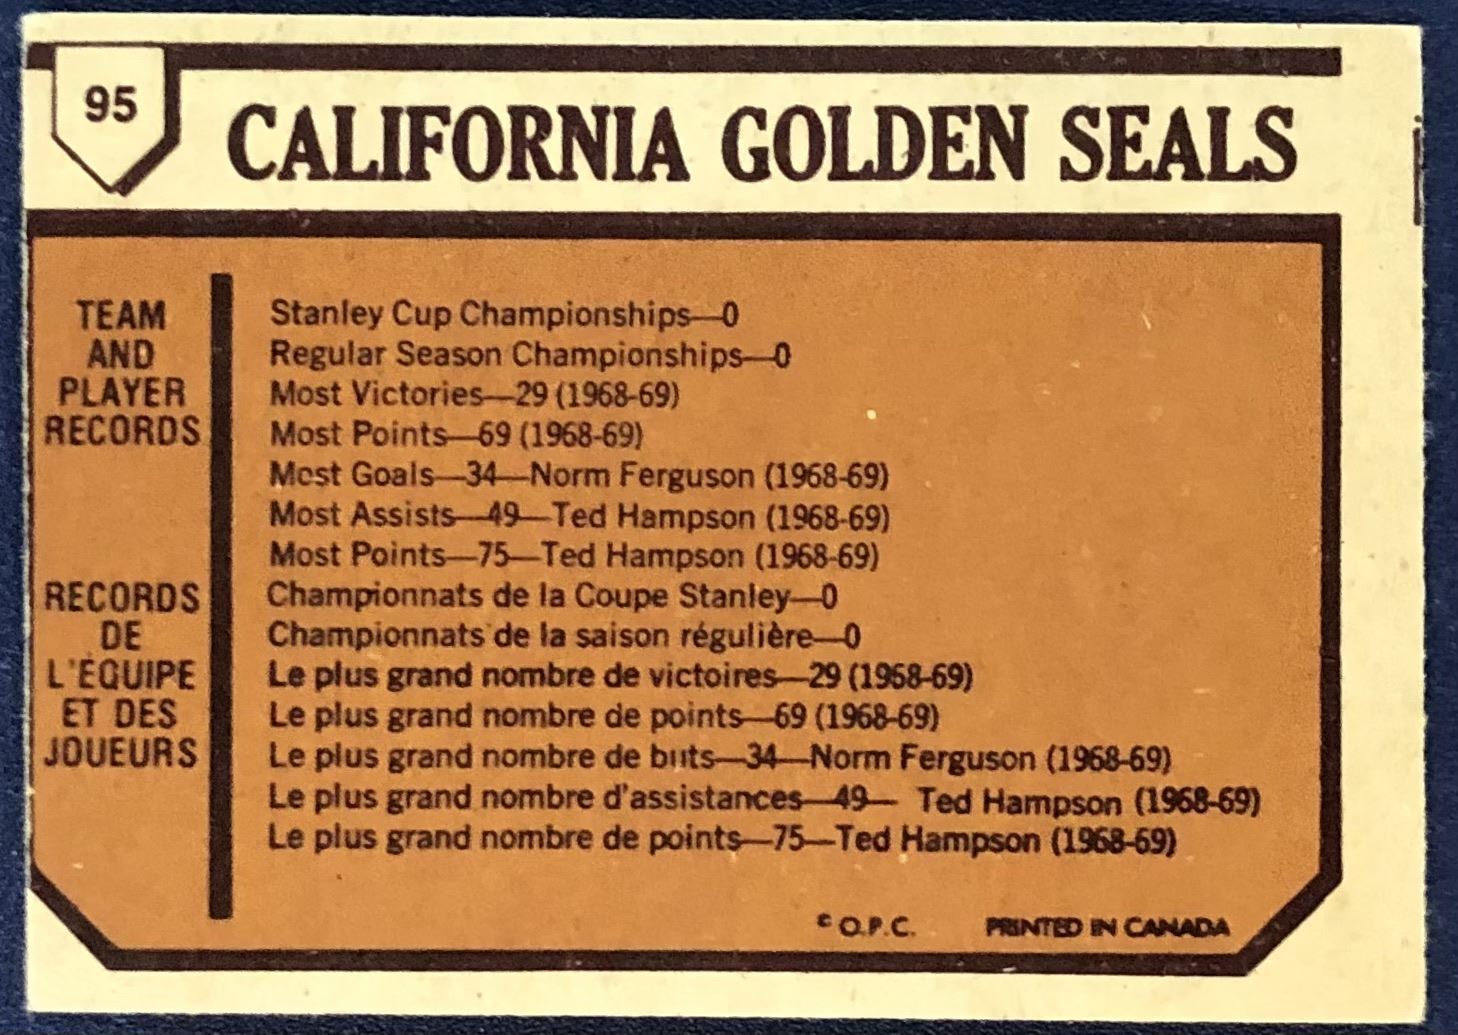 95
CALIFORNIA GOLDEN SEALS
TEAM
AND
PLAYER
RECORDS
Stanley Cup Championships—0
Regular Season Championships—0
Most Victories—29 (1968-69)
Most Points—69 (1968-69)
Most Goals—34—Norm Ferguson (1968-69)
Most Assists—49—Ted Hampson (1968-69)
Most Points—75—Ted Hampson (1968-69)
RECORDS
DE
L'ÉQUIPE
ET DES
JOUEURS
Championnats de la Coupe Stanley—0
Championnats de la saison régulière—0
Le plus grand nombre de victoires—29 (1968-69)
Le plus grand nombre de points—69 (1968-69)
Le plus grand nombre de buts—34—Norm Ferguson (1968-69)
Le plus grand nombre d'assistances—49— Ted Hampson (1968-69)
Le plus grand nombre de points—75—Ted Hampson (1968-69)
© O.P.C. PRINTED IN CANADA